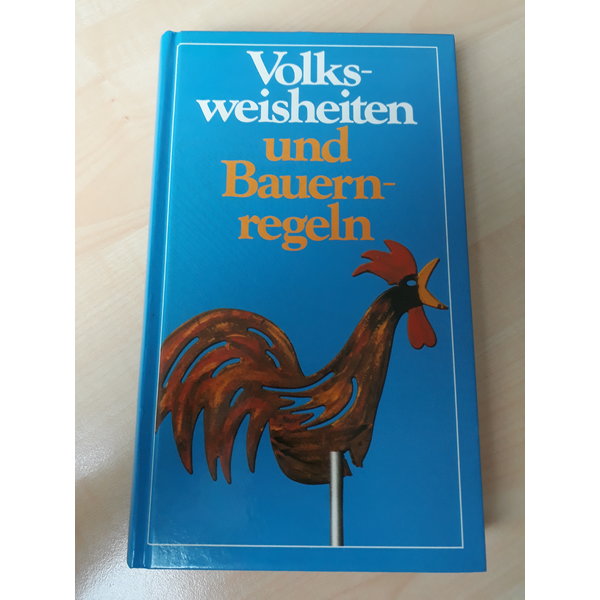 Volks-
weisheiten
und
Bauern-
regeln